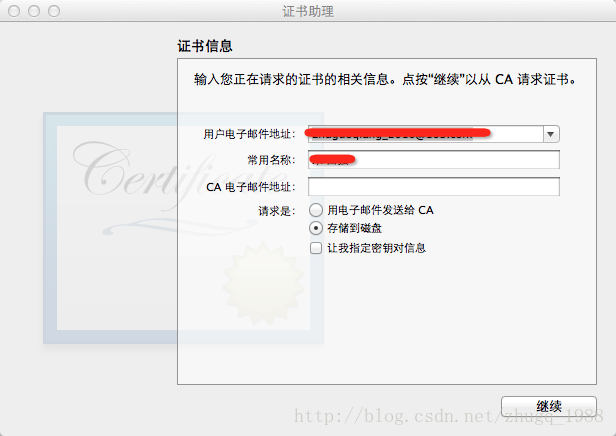 证书助理
证书信息
输入您正在请求的证书的相关信息。点按“继续”以从 CA 请求证书。
用户电子邮件地址：
常用名称：
CA 电子邮件地址：
请求是：
用电子邮件发送给 CA
存储到磁盘
让我指定密钥对信息
Certificate
继续
http://blog.csdn.net/zhugq_1988